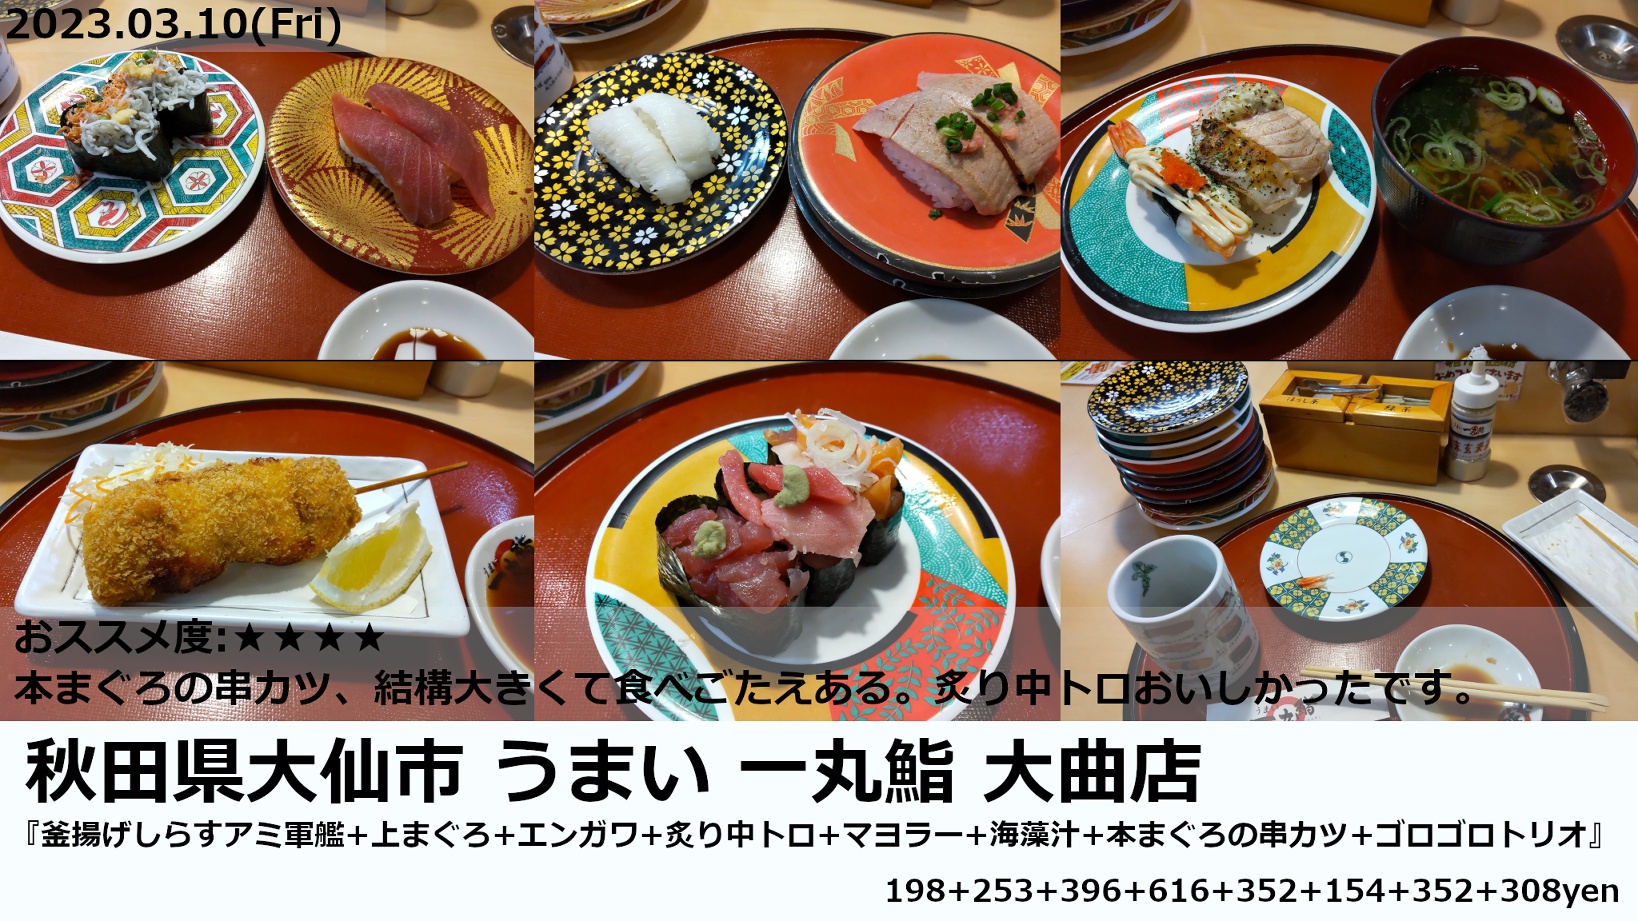 2023.03.10(Fri)
おススメ度:★★★★
本まぐろの串カツ、結構大きくて食べごたえある。炙り中トロおいしかったです。
秋田県大仙市 うまい 一丸鮨 大曲店
『釜揚げしらすアミ軍艦+上まぐろ+エンガワ+炙り中トロ+マヨラー+海藻汁+本まぐろの串カツ+ゴロゴロトリオ』
198+253+396+616+352+154+352+308yen